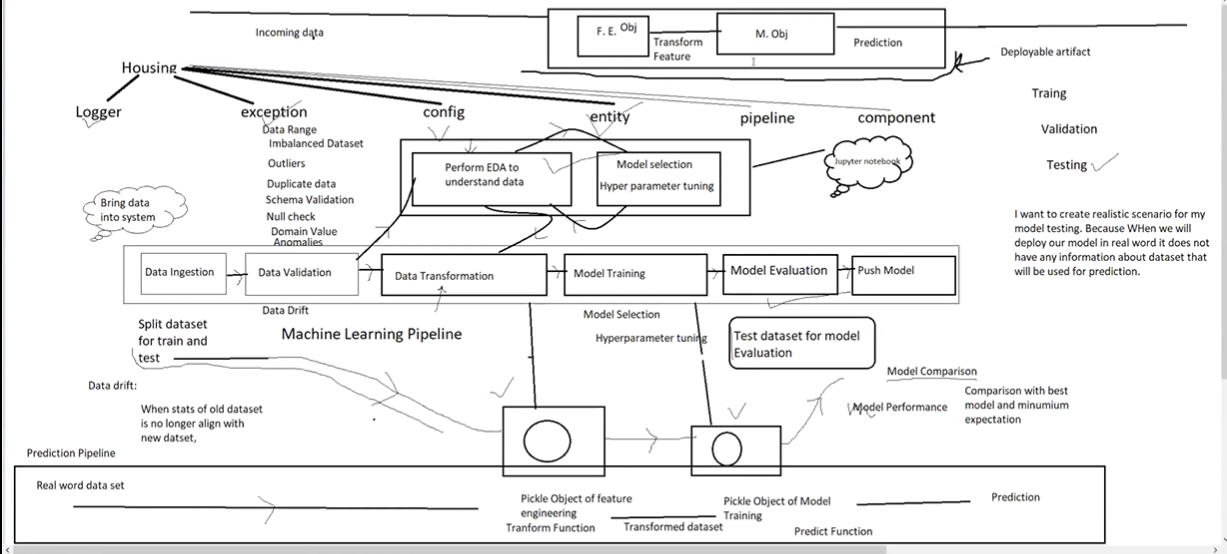 Incoming data
F. E. Obj
Transform
Feature
M. Obj
Prediction
Deployable artifact
Housing
Logger
exception
config
entity
pipeline
component
Traing
Validation
Testing
Data Range
Imbalanced Dataset
Outliers
Duplicate data
Schema Validation
Null check
Domain Value
Anomalies
Perform EDA to
understand data
Model selection
Hyper parameter tuning
Jupyter notebook
Bring data
into system
I want to create realistic scenario for my
model testing. Because WHen we will
deploy our model in real word it does not
have any information about dataset that
will be used for prediction.
Data Ingestion
Data Validation
Data Transformation
Model Training
Model Evaluation
Push Model
Data Drift
Model Selection
Split dataset
for train and
test
Machine Learning Pipeline
Hyperparameter tuning
Test dataset for model
Evaluation
Model Comparison
Data drift:
Comparison with best
model and minumium
expectation
When stats of old dataset
is no longer align with
new datset,
Model Performance
Prediction Pipeline
Real word data set
Pickle Object of feature
engineering
Tranform Function
Transformed dataset
Pickle Object of Model
Training
Predict Function
Prediction